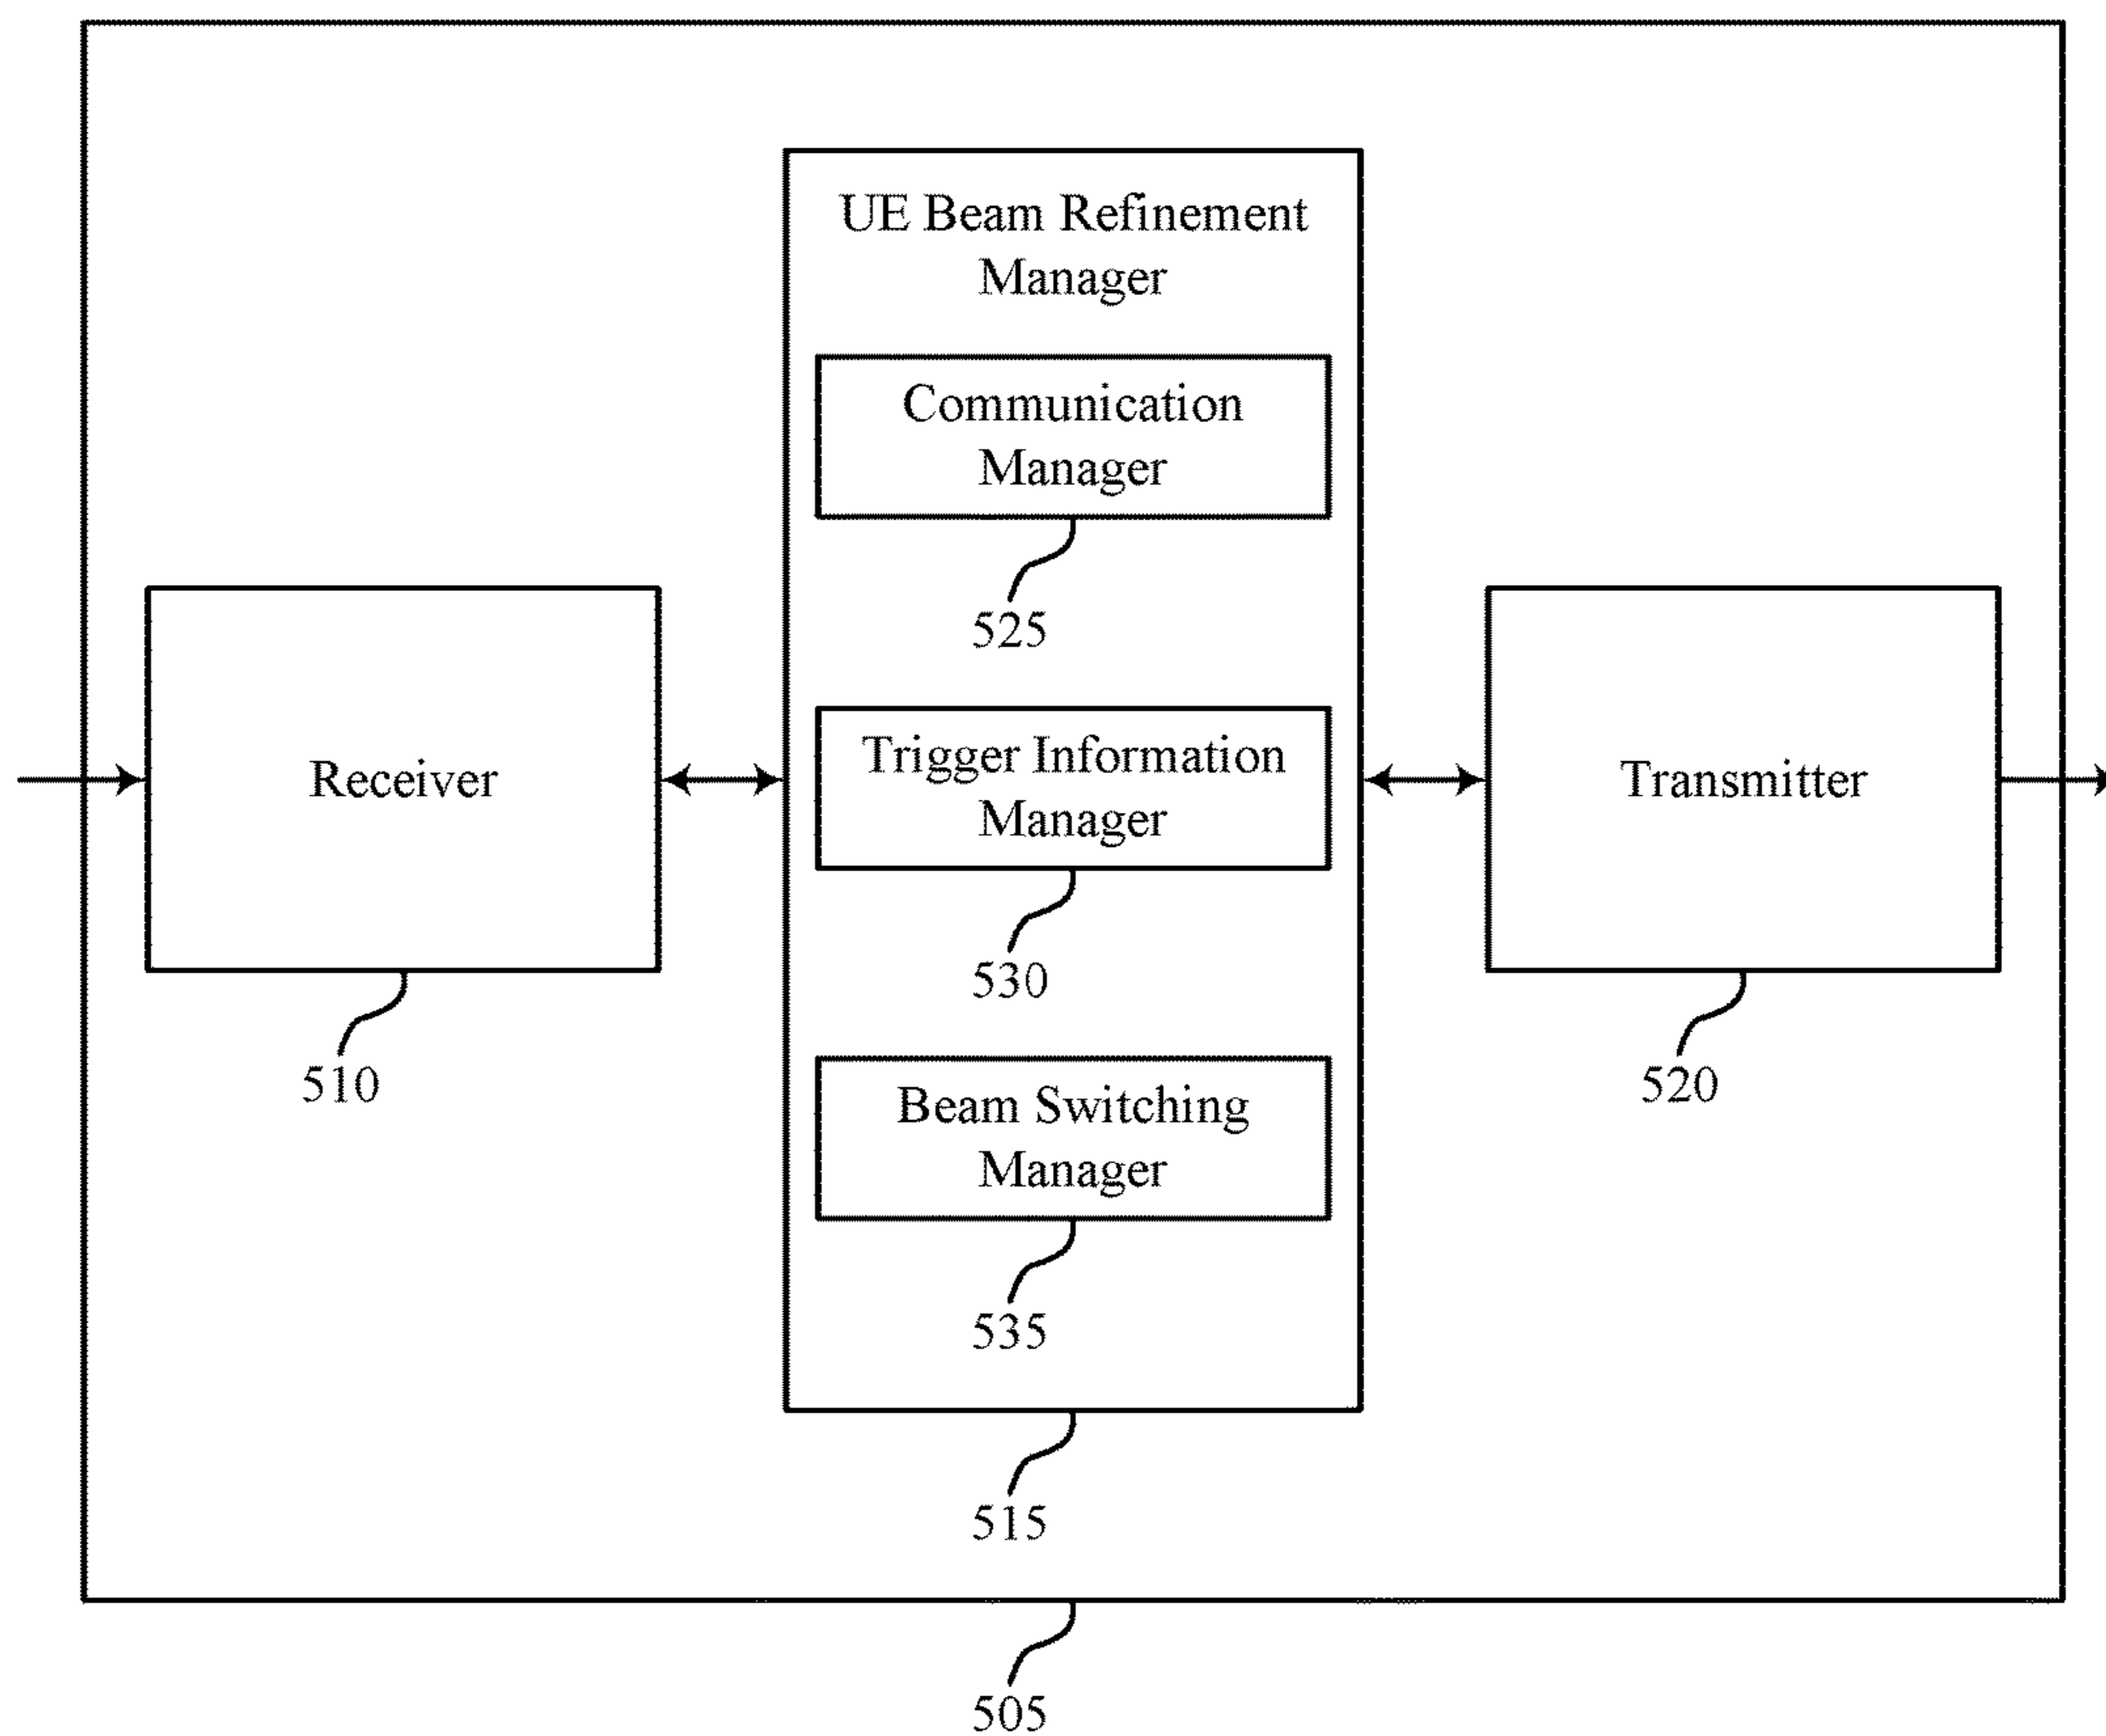 UE Beam Refinement
Manager
Communication
Manager
525
Receiver
510
Trigger Information
Manager
530
Transmitter
520
Beam Switching
Manager
535
515
505